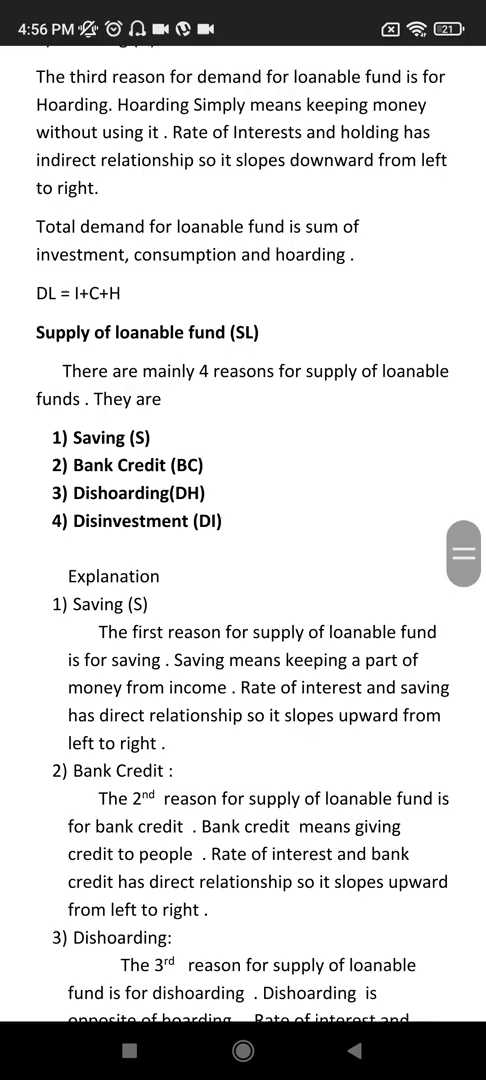 4:56 PM
21
The third reason for demand for loanable fund is for
Hoarding. Hoarding Simply means keeping money
without using it . Rate of Interests and holding has
indirect relationship so it slopes downward from left
to right.
Total demand for loanable fund is sum of
investment, consumption and hoarding .
DL = I+C+H
Supply of loanable fund (SL)
There are mainly 4 reasons for supply of loanable
funds . They are
1) Saving (S)
2) Bank Credit (BC)
3) Dishoarding(DH)
4) Disinvestment (DI)
Explanation
1) Saving (S)
The first reason for supply of loanable fund
is for saving . Saving means keeping a part of
money from income . Rate of interest and saving
has direct relationship so it slopes upward from
left to right .
2) Bank Credit :
The 2nd reason for supply of loanable fund is
for bank credit . Bank credit means giving
credit to people . Rate of interest and bank
credit has direct relationship so it slopes upward
from left to right .
3) Dishoarding:
The 3rd reason for supply of loanable
fund is for dishoarding . Dishoarding is
opposite of hoarding . Rate of interest and